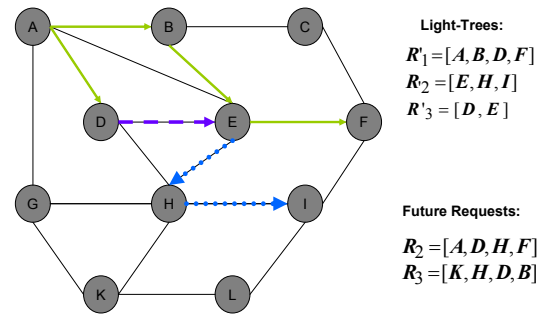 A
B
C
D
E
F
G
H
I
K
L
Light-Trees:
R'1=[A,B,D,F]
R'2=[E,H,I]
R'3=[D,E]
Future Requests:
R2=[A,D,H,F]
R3=[K,H,D,B]